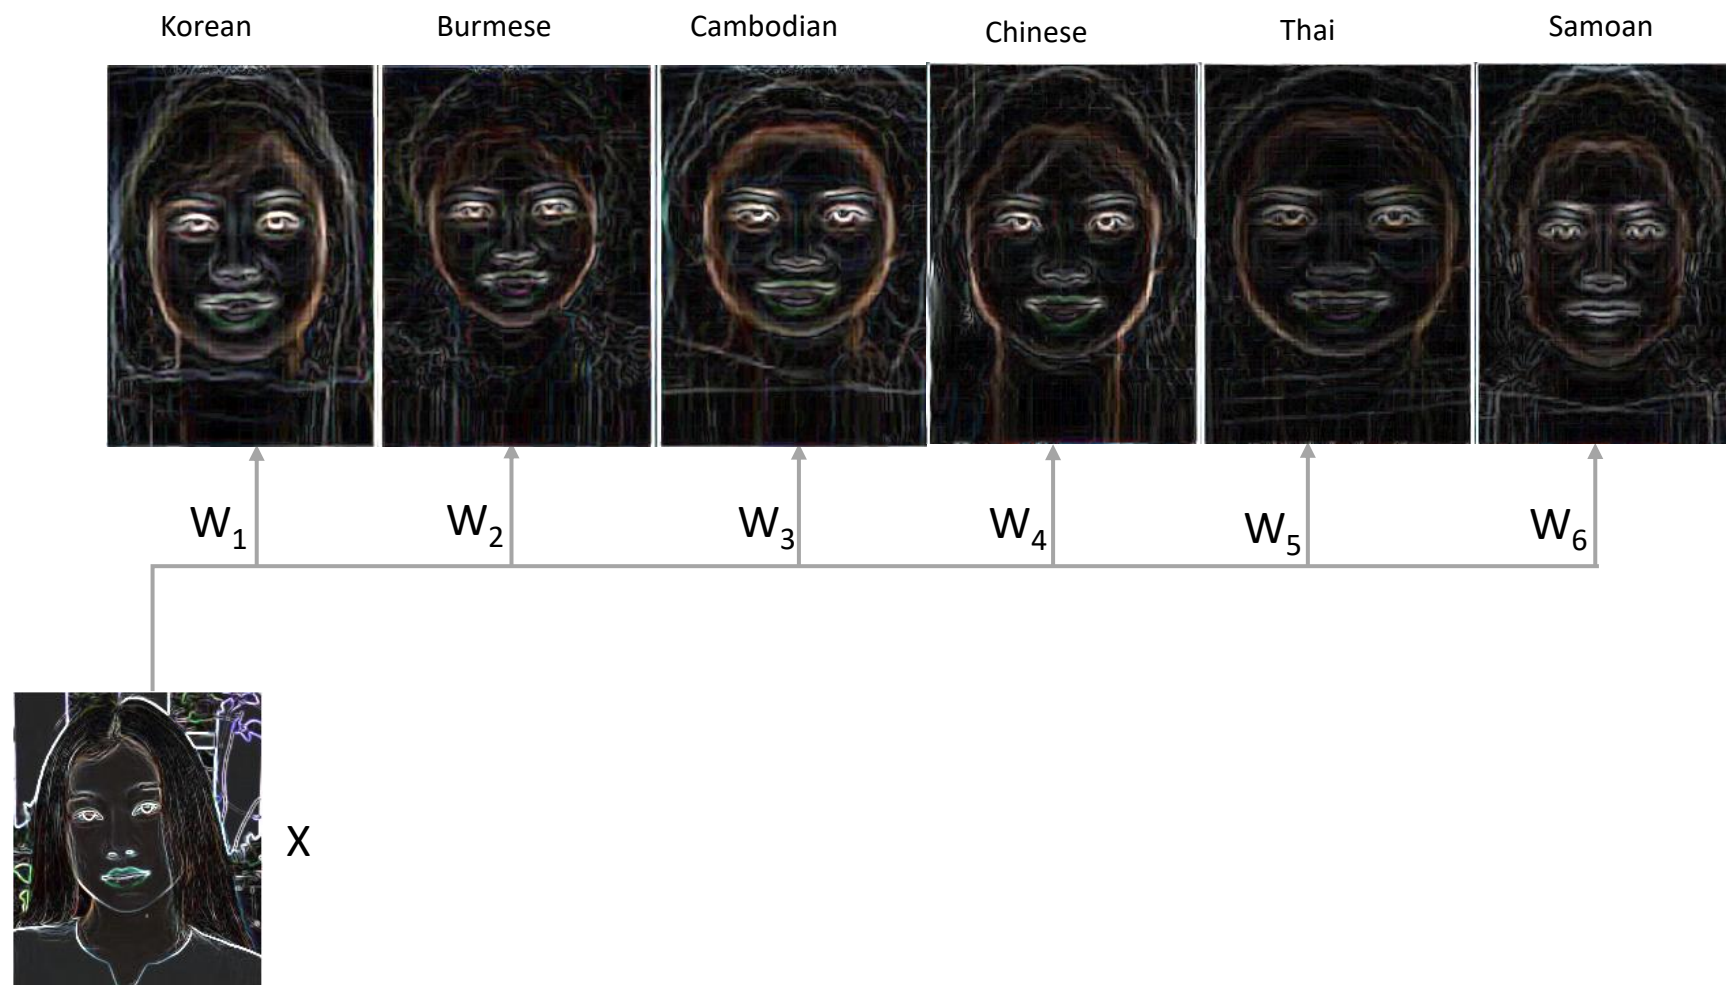 Korean Burmese Cambodian Chinese Thai Samoan
W₁ W₂ W₃ W₄ W₅ W₆
X